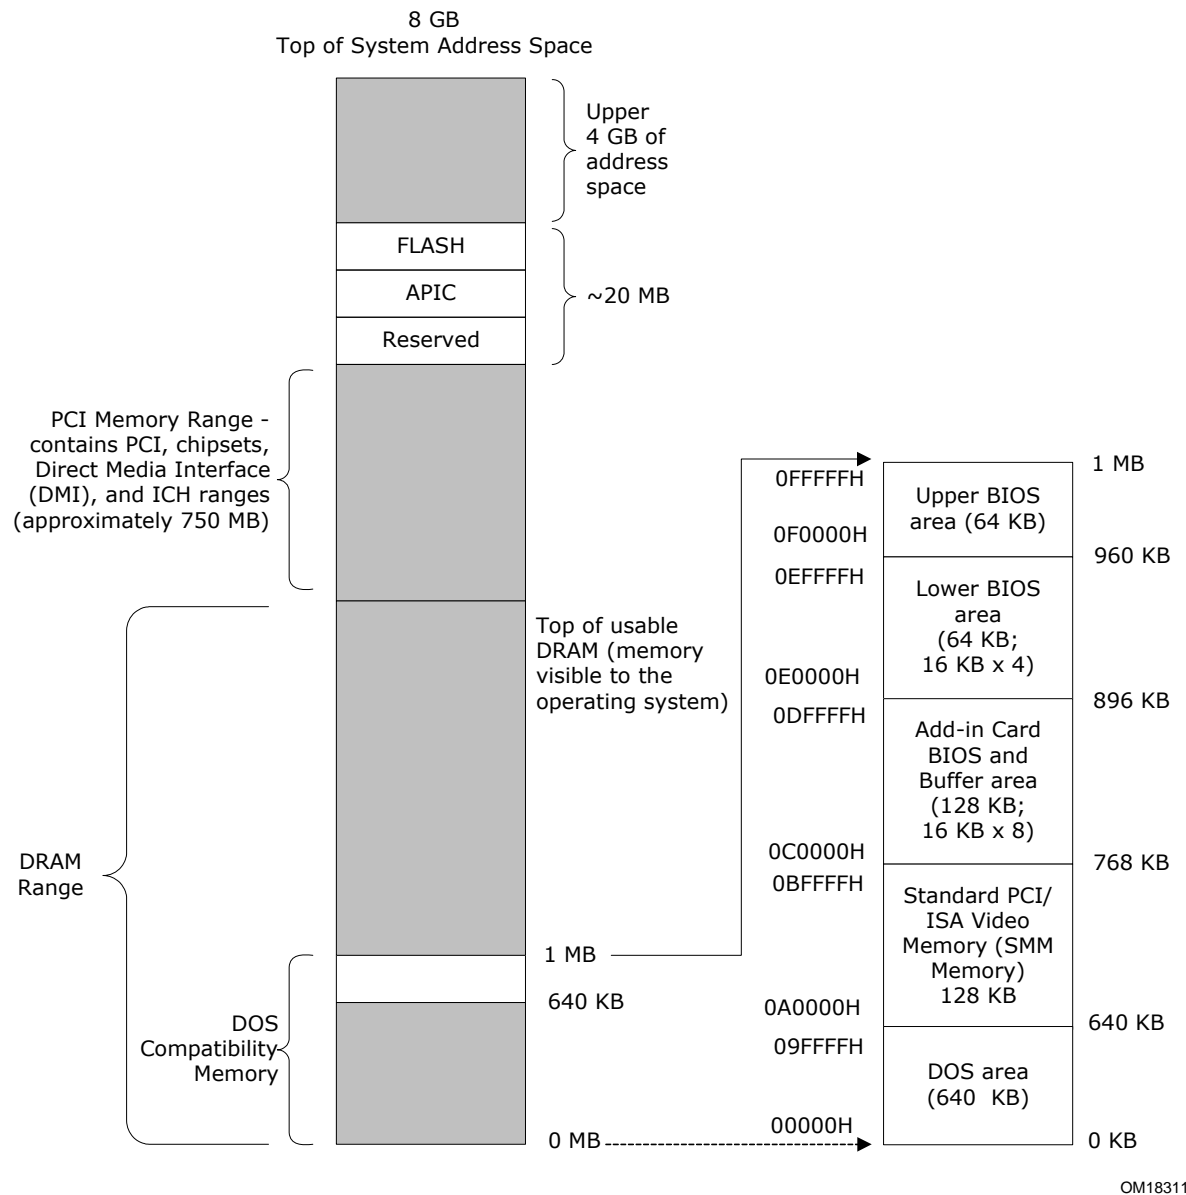 8 GB
Top of System Address Space
Upper
4 GB of
address
space
FLASH
APIC
Reserved
~20 MB
PCI Memory Range -
contains PCI, chipsets,
Direct Media Interface
(DMI), and ICH ranges
(approximately 750 MB)
Top of usable
DRAM (memory
visible to the
operating system)
DRAM
Range
1 MB
640 KB
DOS
Compatibility
Memory
0 MB
0FFFFFH
0F0000H
0EFFFFH
0E0000H
0DFFFFH
0C0000H
0BFFFFH
0A0000H
09FFFFH
00000H
Upper BIOS
area (64 KB)
Lower BIOS
area
(64 KB;
16 KB x 4)
Add-in Card
BIOS and
Buffer area
(128 KB;
16 KB x 8)
Standard PCI/
ISA Video
Memory (SMM
Memory)
128 KB
DOS area
(640  KB)
1 MB
960 KB
896 KB
768 KB
640 KB
0 KB
OM18311